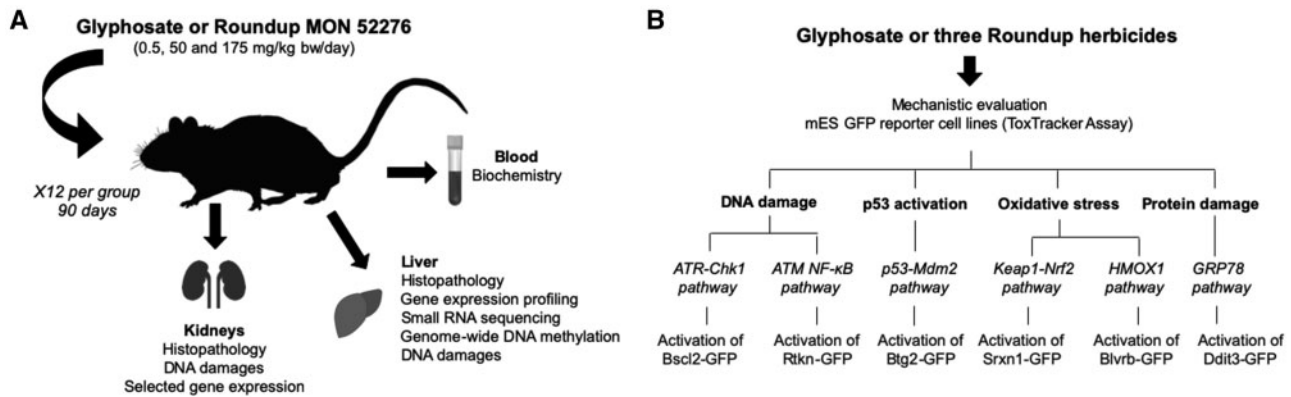 A
Glyphosate or Roundup MON 52276
(0.5, 50 and 175 mg/kg bw/day)
X12 per group
90 days
Blood
Biochemistry
Liver
Histopathology
Gene expression profiling
Small RNA sequencing
Genome-wide DNA methylation
DNA damages
Kidneys
Histopathology
DNA damages
Selected gene expression
B
Glyphosate or three Roundup herbicides
Mechanistic evaluation
mES GFP reporter cell lines (ToxTracker Assay)
DNA damage
p53 activation
Oxidative stress
Protein damage
ATR-Chk1
pathway
ATM NF-κB
pathway
p53-Mdm2
pathway
Keap1-Nrf2
pathway
HMOX1
pathway
GRP78
pathway
Activation of
Bscl2-GFP
Activation of
Rtkn-GFP
Activation of
Btg2-GFP
Activation of
Srxn1-GFP
Activation of
Blvrb-GFP
Activation of
Ddit3-GFP